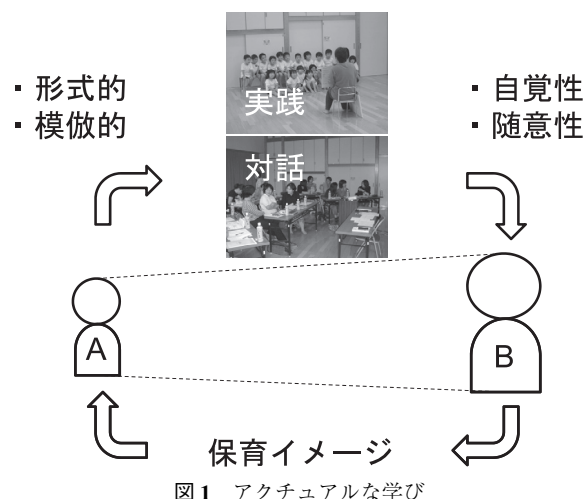 ・形式的
・模倣的
実践
対話
・自覚性
・随意性
A
B
保育イメージ
図1 アクチュアルな学び